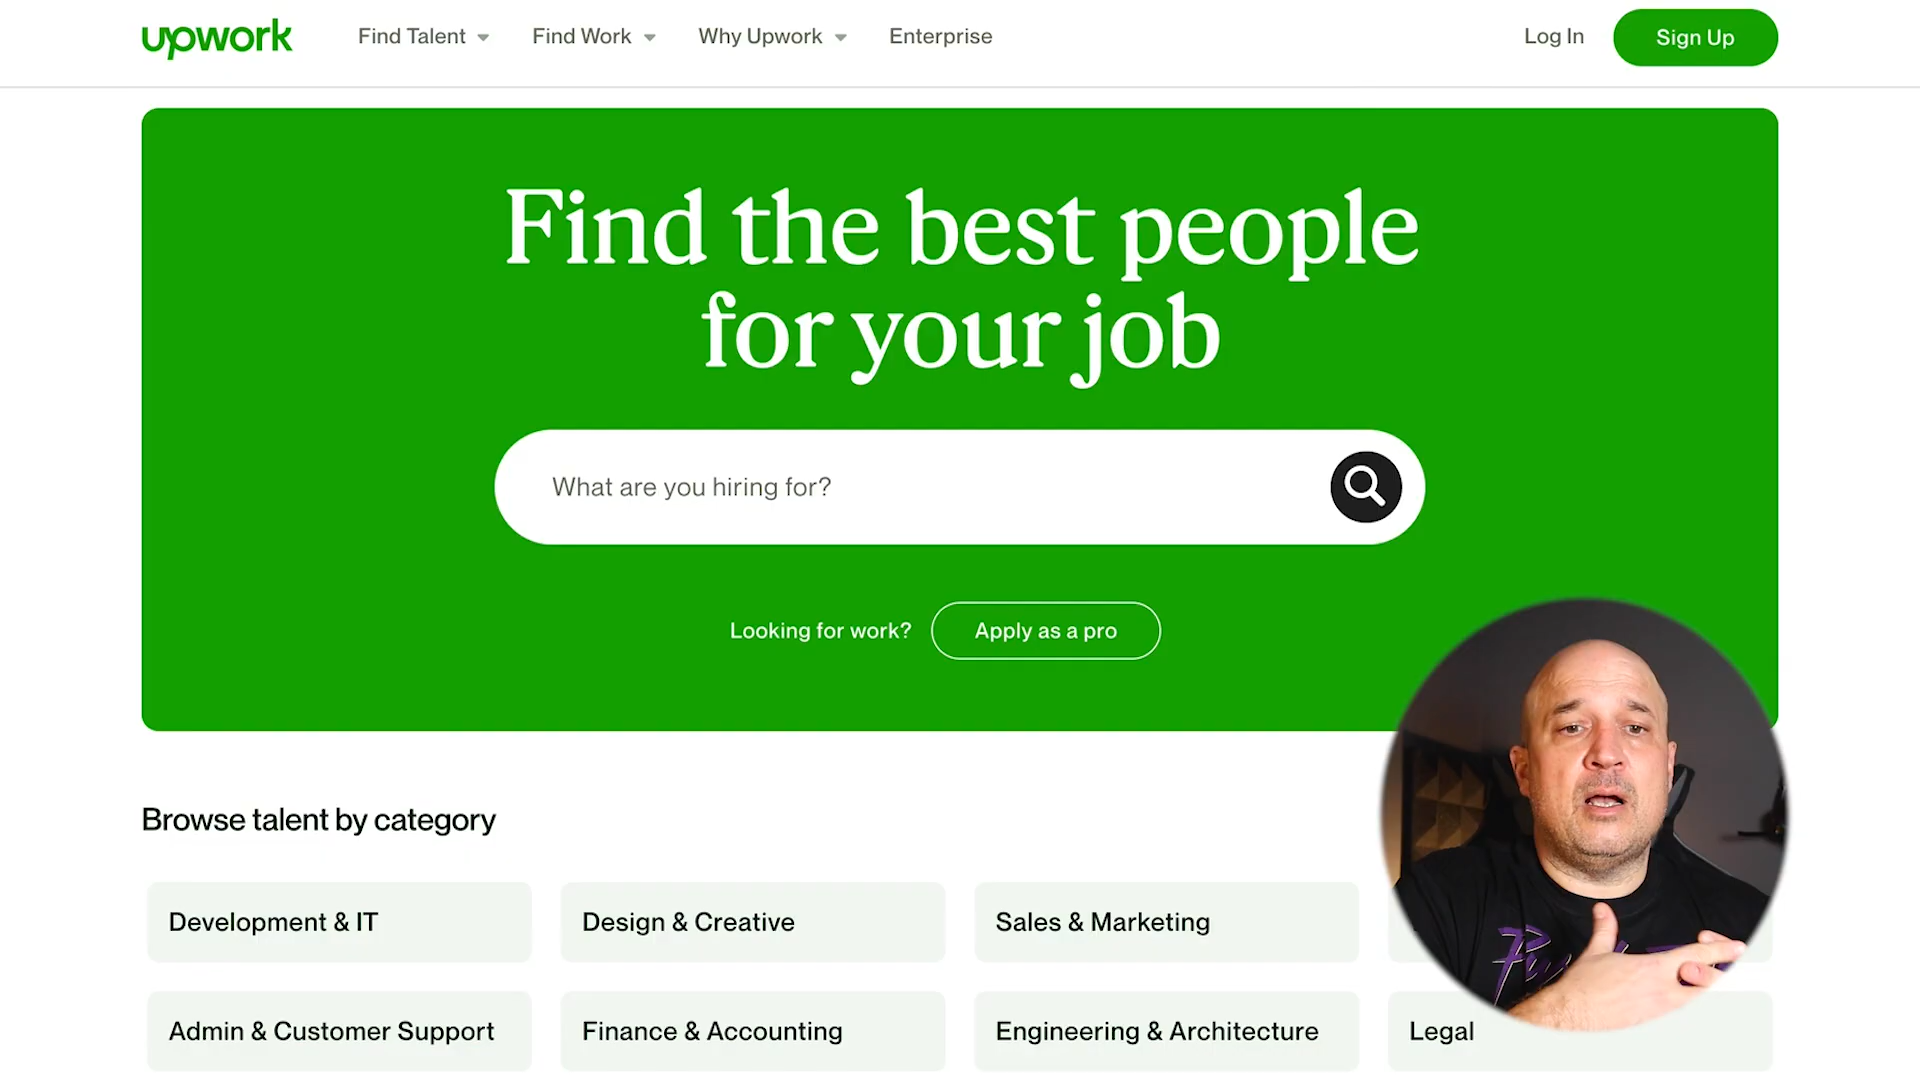 upwork
Find Talent
Find Work
Why Upwork
Enterprise
Log In
Sign Up
Find the best people
for your job
What are you hiring for?
Looking for work?
Apply as a pro
Browse talent by category
Development & IT
Design & Creative
Sales & Marketing
Admin & Customer Support
Finance & Accounting
Engineering & Architecture
Legal